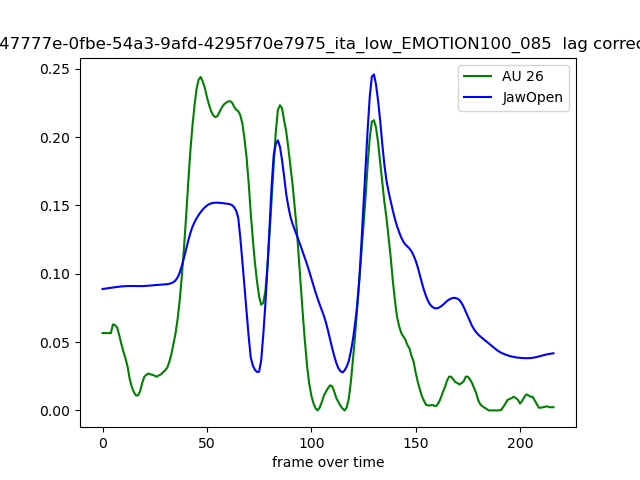 47777e-0fbe-54a3-9afd-4295f70e7975_ita_low_EMOTION100_085 lag correc
AU 26
JawOpen
0.25
0.20
0.15
0.10
0.05
0.00
0 50 100 150 200
frame over time